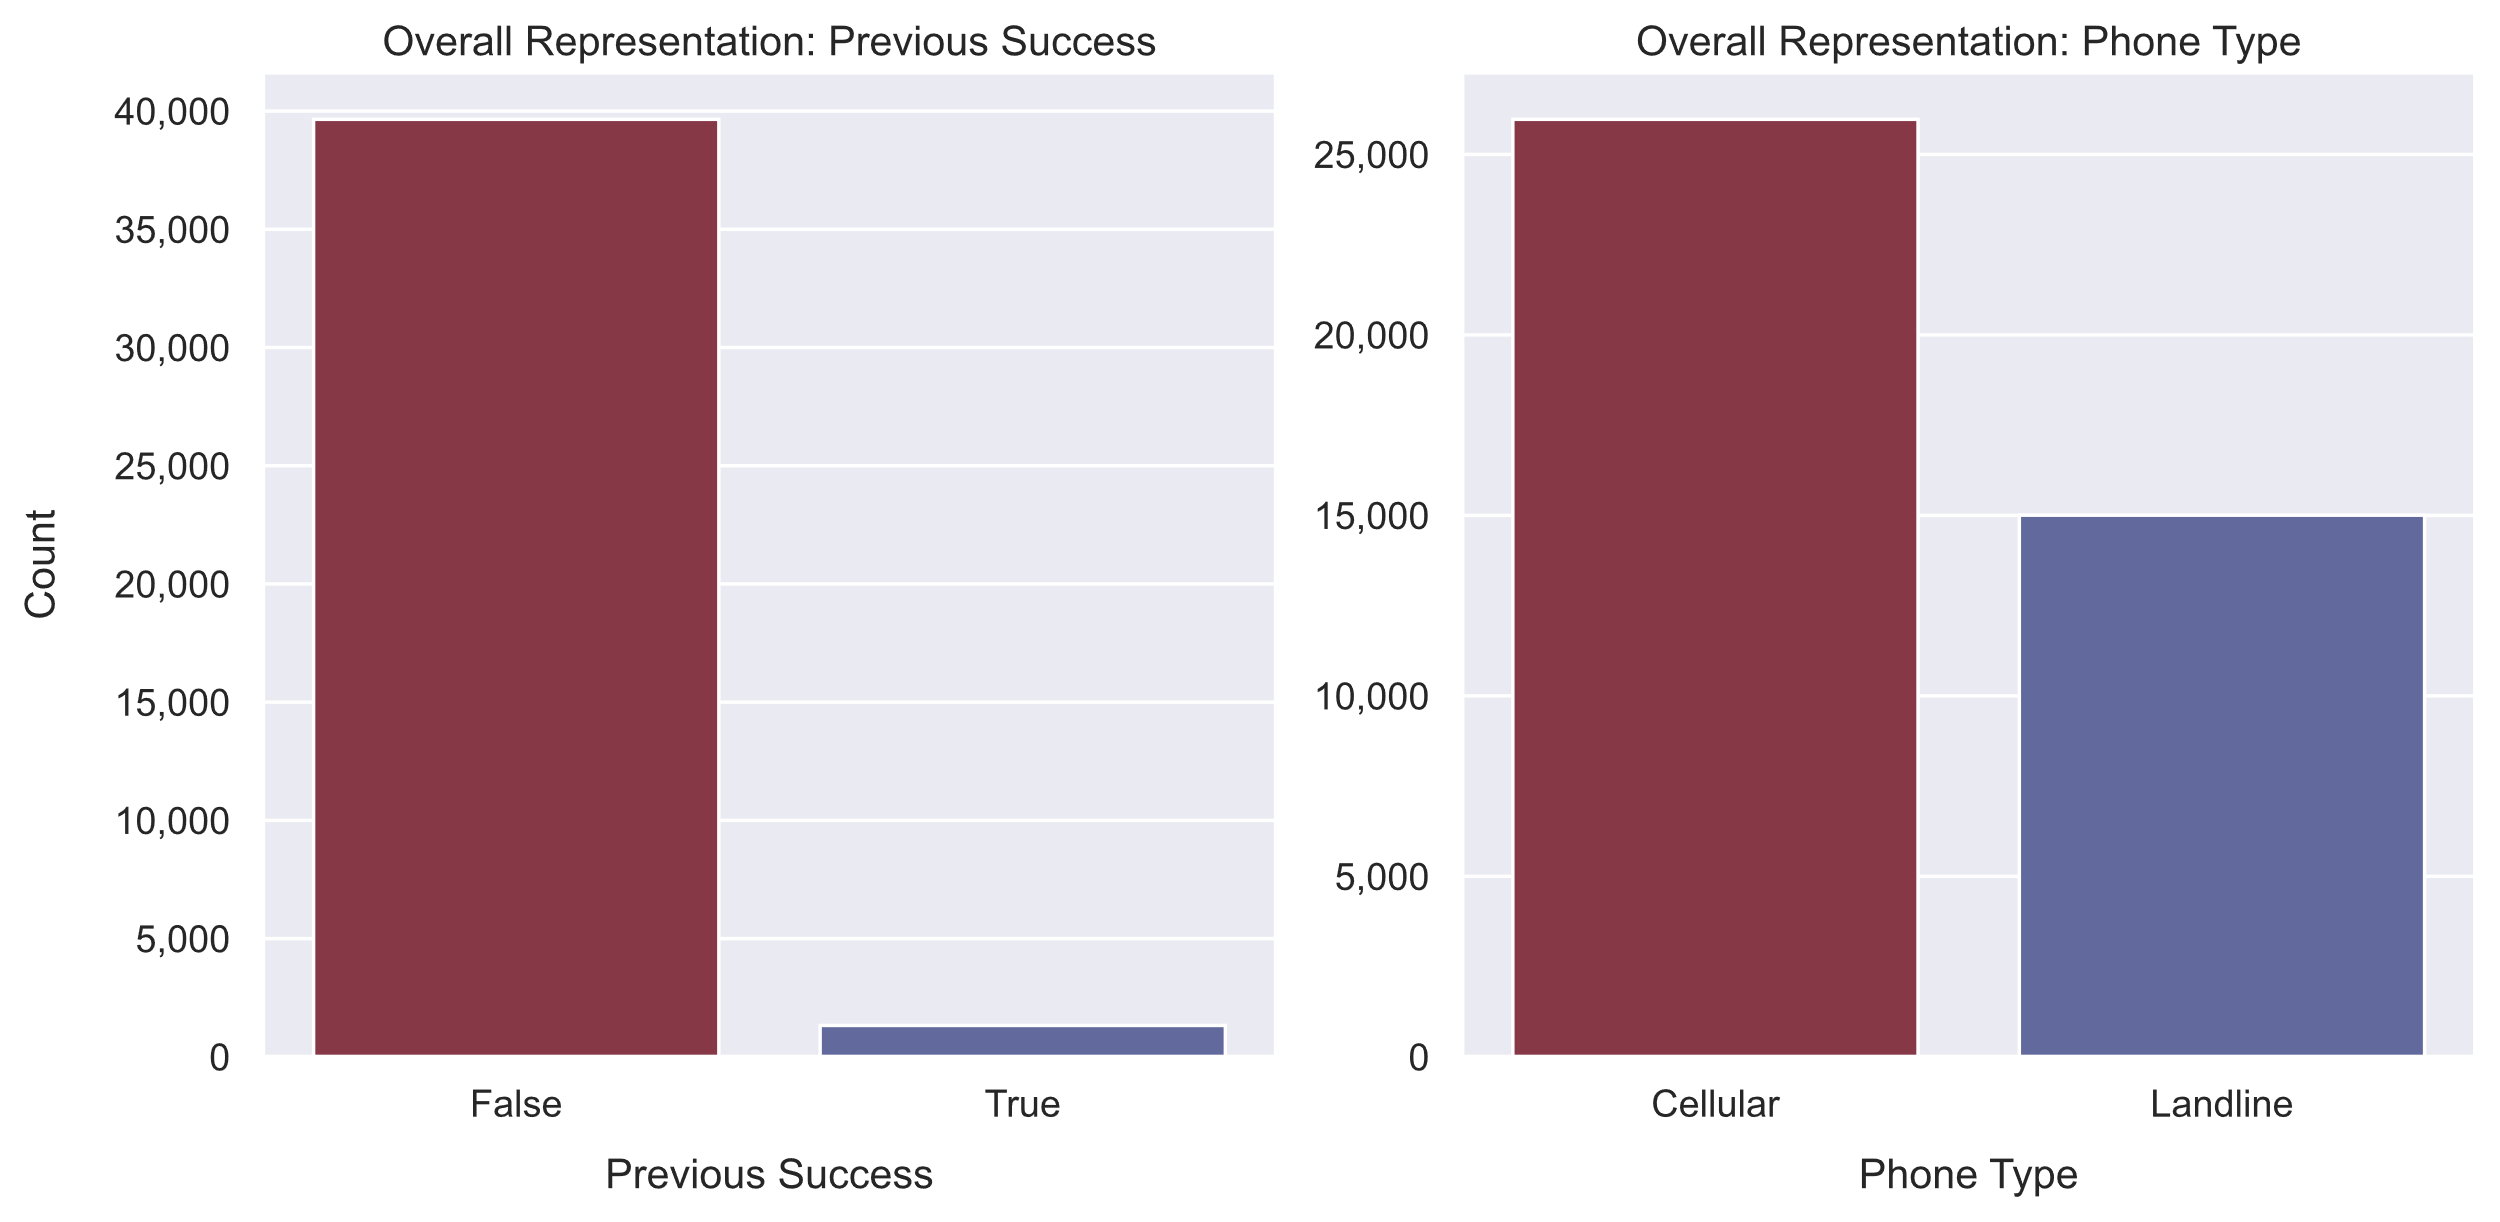 Overall Representation: Previous Success
40,000
35,000
30,000
25,000
20,000
15,000
10,000
5,000
0
Count
False
True
Previous Success
Overall Representation: Phone Type
25,000
20,000
15,000
10,000
5,000
0
Cellular
Landline
Phone Type